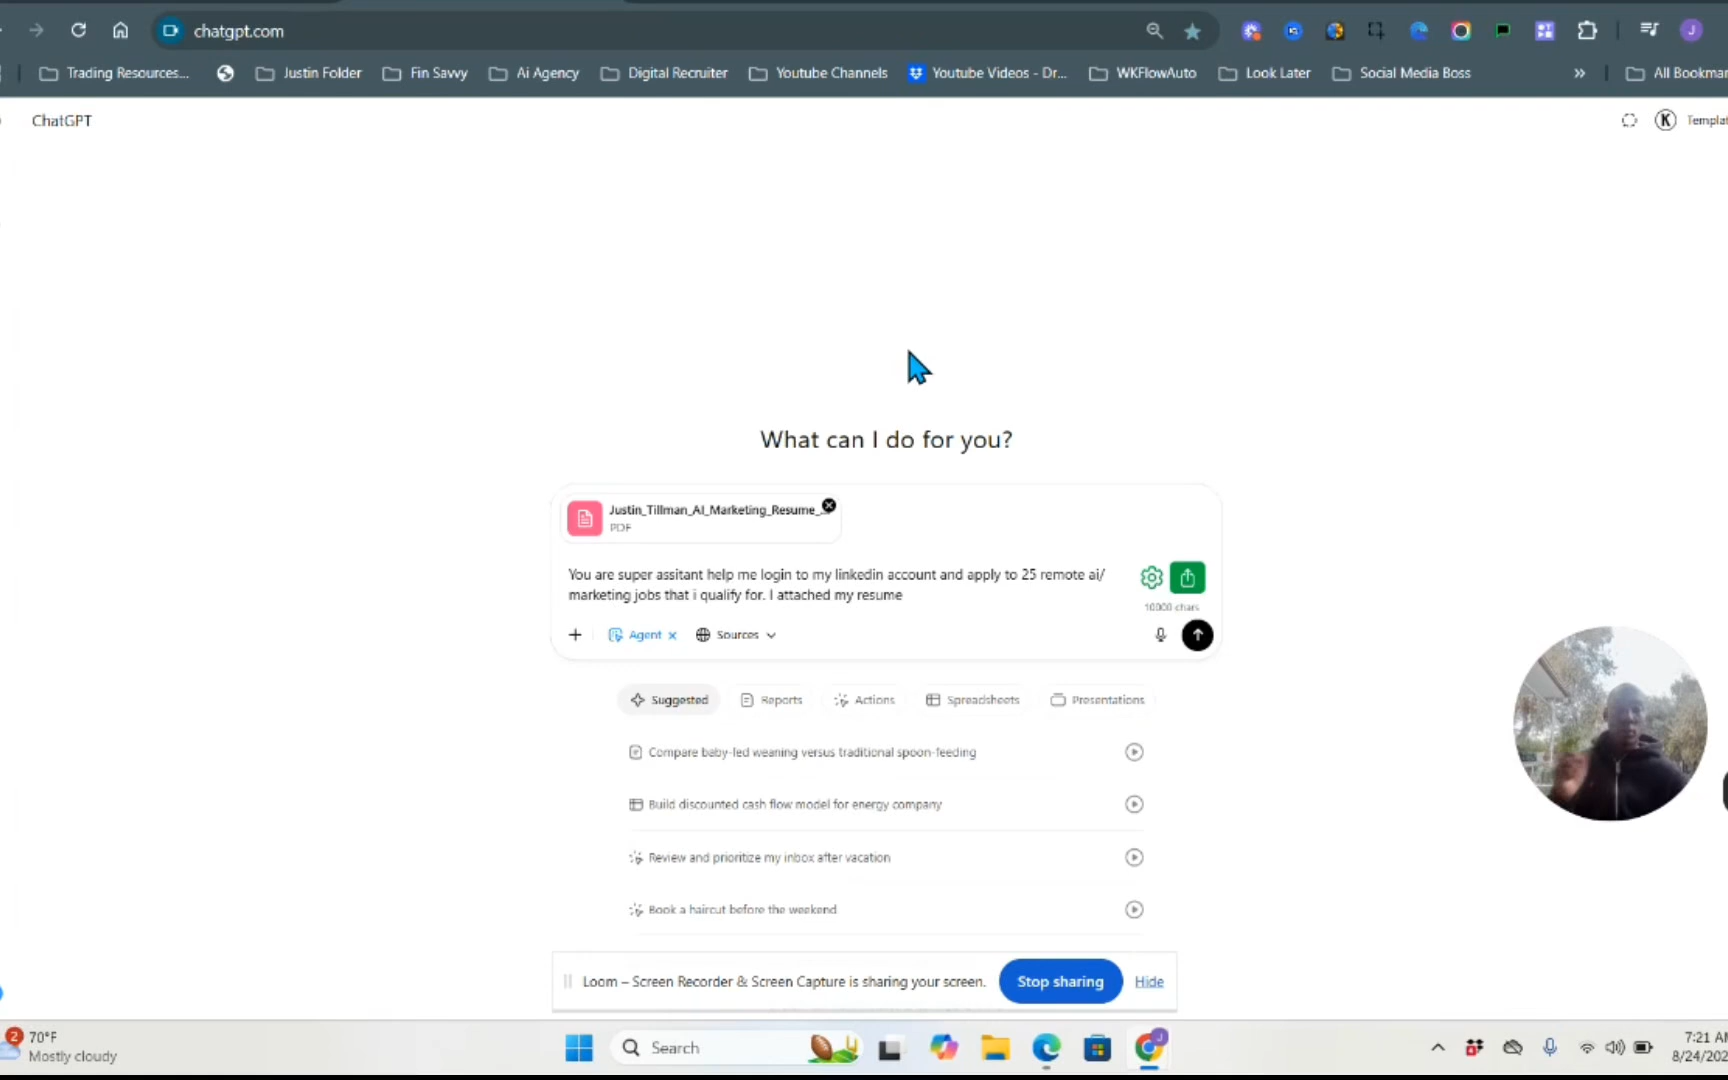 chatgpt.com
Trading Resources...
Justin Folder
Fin Savvy
Ai Agency
Digital Recruiter
Youtube Channels
Youtube Videos - Dr...
WKFlowAuto
Look Later
Social Media Boss
»
All Bookmar
J
ChatGPT
K
Templat
What can I do for you?
Justin_Tillman_AI_Marketing_Resume_...
PDF
You are super assitant help me login to my linkedin account and apply to 25 remote ai/
marketing jobs that i qualify for. I attached my resume
10000 chars
Agent
Sources
Suggested
Reports
Actions
Spreadsheets
Presentations
Compare baby-led weaning versus traditional spoon-feeding
Build discounted cash flow model for energy company
Review and prioritize my inbox after vacation
Book a haircut before the weekend
Loom – Screen Recorder & Screen Capture is sharing your screen.
Stop sharing
Hide
2
70°F
Mostly cloudy
Search
J
7:21 AM
8/24/202